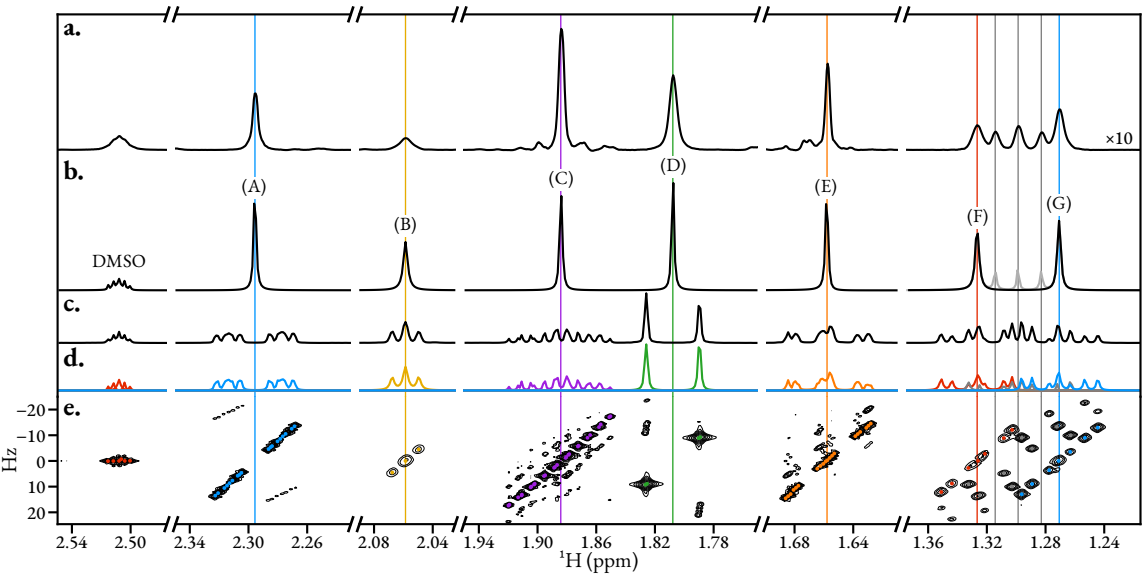 a.
×10
b.
(A)
(B)
(C)
(D)
(E)
(F)
(G)
DMSO
c.
d.
e.
−20
−10
0
10
20
Hz
2.54 2.50 2.34 2.30 2.26 2.08 2.04 1.94 1.90 1.86 1.82 1.78 1.68 1.64 1.36 1.32 1.28 1.24
¹H (ppm)